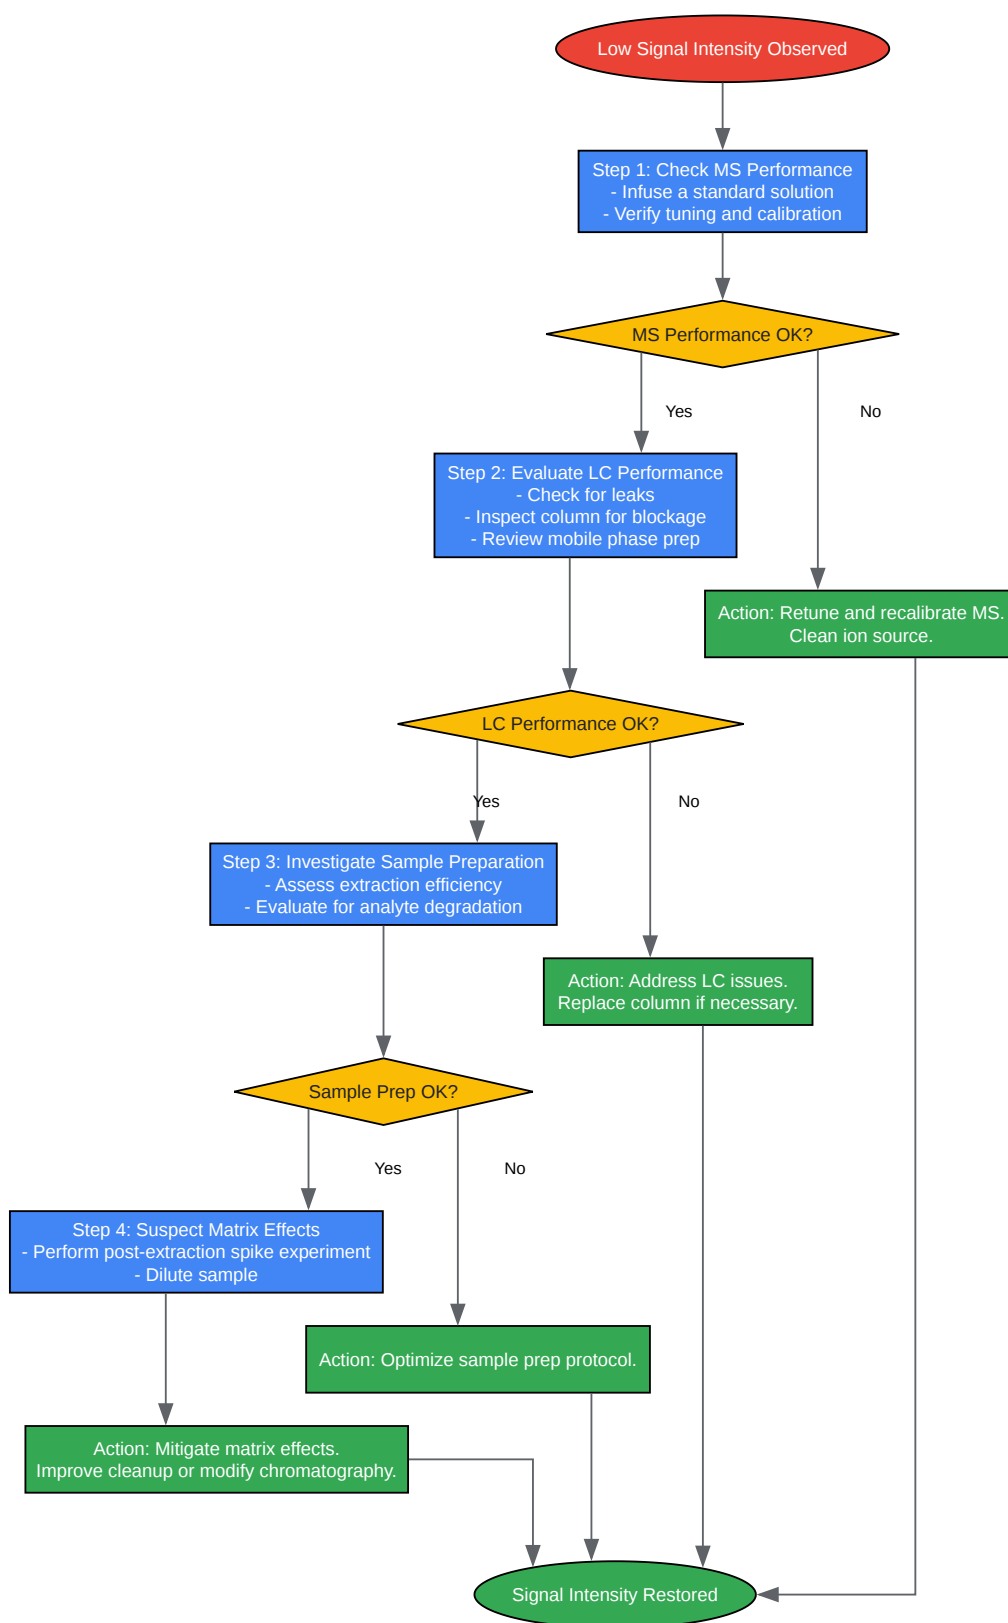 Low Signal Intensity Observed
Step 1: Check MS Performance
- Infuse a standard solution
- Verify tuning and calibration
MS Performance OK?
Yes
No
Step 2: Evaluate LC Performance
- Check for leaks
- Inspect column for blockage
- Review mobile phase prep
Action: Retune and recalibrate MS.
Clean ion source.
LC Performance OK?
Yes
No
Step 3: Investigate Sample Preparation
- Assess extraction efficiency
- Evaluate for analyte degradation
Action: Address LC issues.
Replace column if necessary.
Sample Prep OK?
Yes
No
Step 4: Suspect Matrix Effects
- Perform post-extraction spike experiment
- Dilute sample
Action: Optimize sample prep protocol.
Action: Mitigate matrix effects.
Improve cleanup or modify chromatography.
Signal Intensity Restored